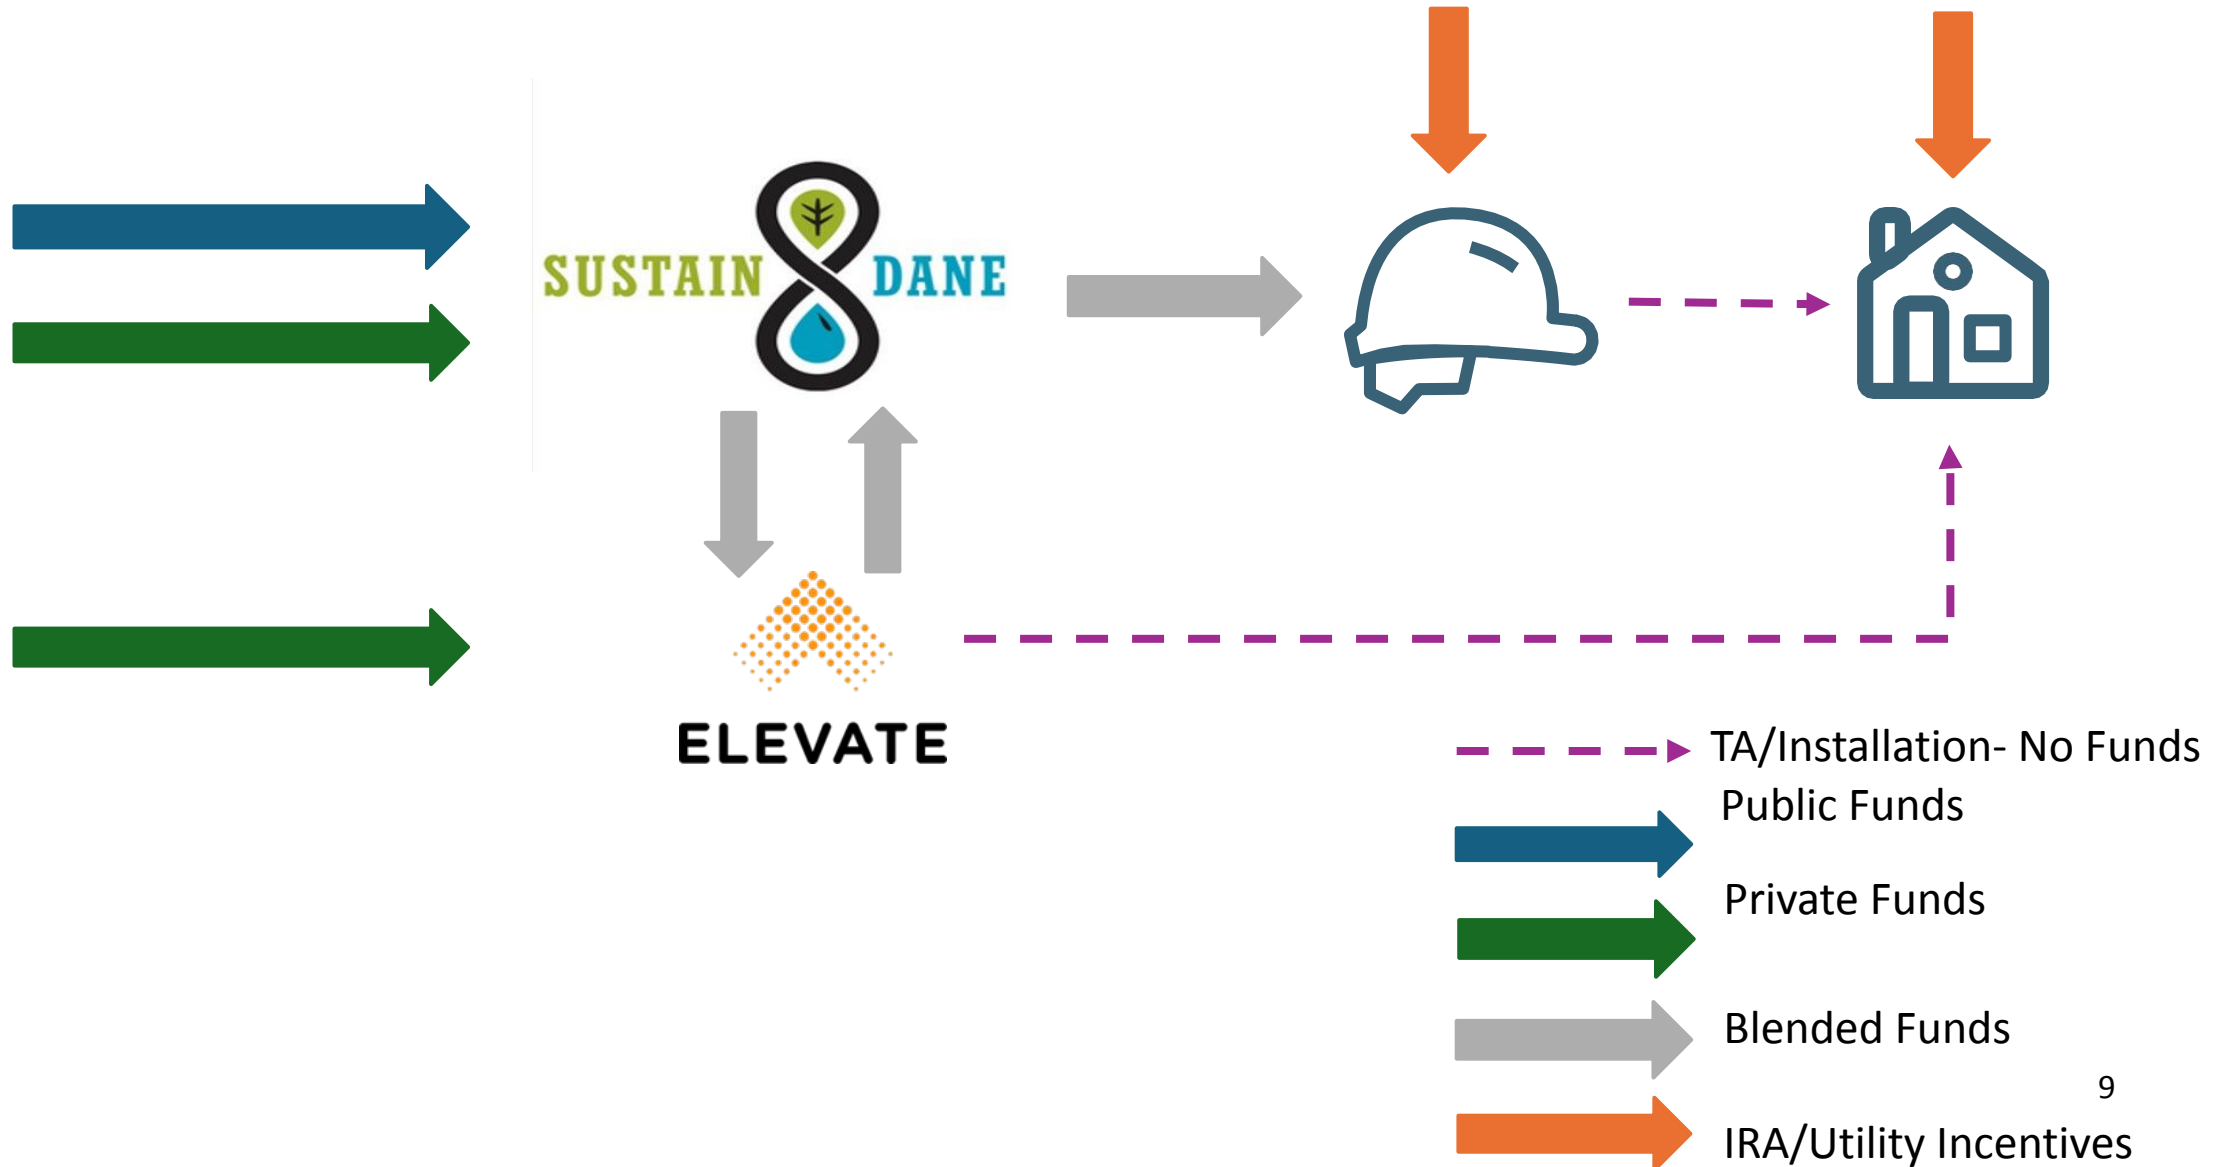 SUSTAIN DANE
ELEVATE
TA/Installation- No Funds
Public Funds
Private Funds
Blended Funds
9
IRA/Utility Incentives